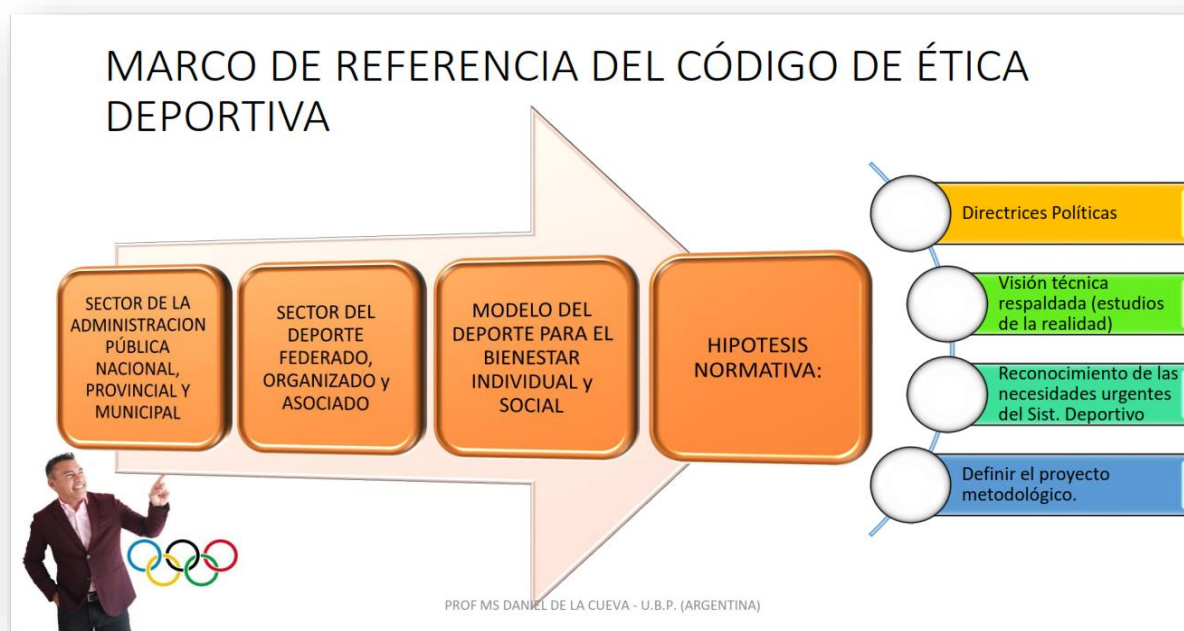 MARCO DE REFERENCIA DEL CÓDIGO DE ÉTICA
DEPORTIVA
SECTOR DE LA
ADMINISTRACION
PÚBLICA
NACIONAL,
PROVINCIAL Y
MUNICIPAL
SECTOR DEL
DEPORTE
FEDERADO,
ORGANIZADO y
ASOCIADO
MODELO DEL
DEPORTE PARA EL
BIENESTAR
INDIVIDUAL y
SOCIAL
HIPOTESIS
NORMATIVA:
Directrices Políticas
Visión técnica
respaldada (estudios
de la realidad)
Reconocimiento de las
necesidades urgentes
del Sist. Deportivo
Definir el proyecto
metodológico.
PROF MS DANIEL DE LA CUEVA - U.B.P. (ARGENTINA)